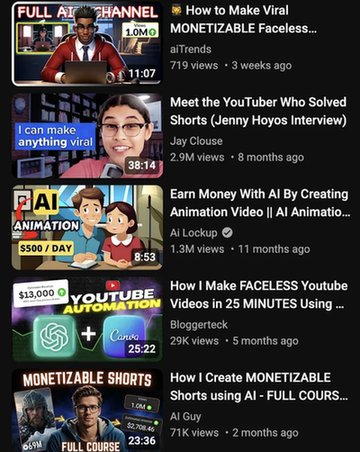 FULL AI CHANNEL
Views
1.0M
11:07
How to Make Viral
MONETIZABLE Faceless...
aiTrends
719 views • 3 weeks ago
I can make
anything viral
38:14
Meet the YouTuber Who Solved
Shorts (Jenny Hoyos Interview)
Jay Clouse
2.9M views • 8 months ago
AI
ANIMATION
$500 / DAY
8:53
Earn Money With AI By Creating
Animation Video || AI Animatio...
Ai Lockup
1.3M views • 11 months ago
$13,000
YOUTUBE
AUTOMATION
+
Canva
25:22
How I Make FACELESS Youtube
Videos in 25 MINUTES Using ...
Bloggerteck
29K views • 5 months ago
MONETIZABLE SHORTS
Views
1.0M
$2,708.46
69M
FULL COURSE
23:36
How I Create MONETIZABLE
Shorts using AI - FULL COURS...
AI Guy
71K views • 2 months ago